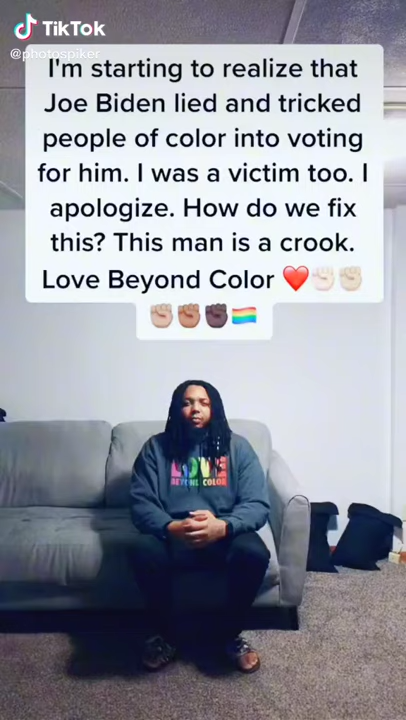 TikTok
@photospiker
I'm starting to realize that
Joe Biden lied and tricked
people of color into voting
for him. I was a victim too. I
apologize. How do we fix
this? This man is a crook.
Love Beyond Color ❤️✊🏻✊🏼
✊🏽✊🏾✊🏿🏳️‍🌈
LOVE
BEYOND COLOR